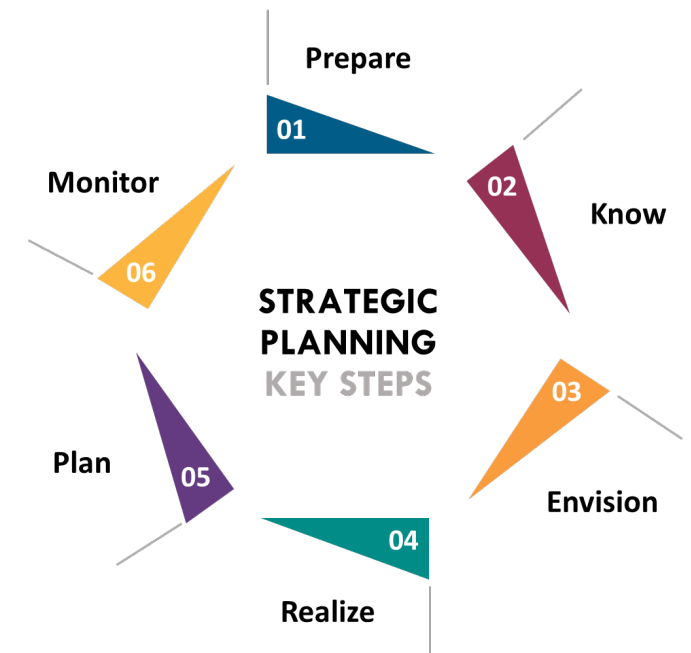 Prepare
01
02
Know
03
Envision
04
Realize
05
Plan
06
Monitor
STRATEGIC
PLANNING
KEY STEPS